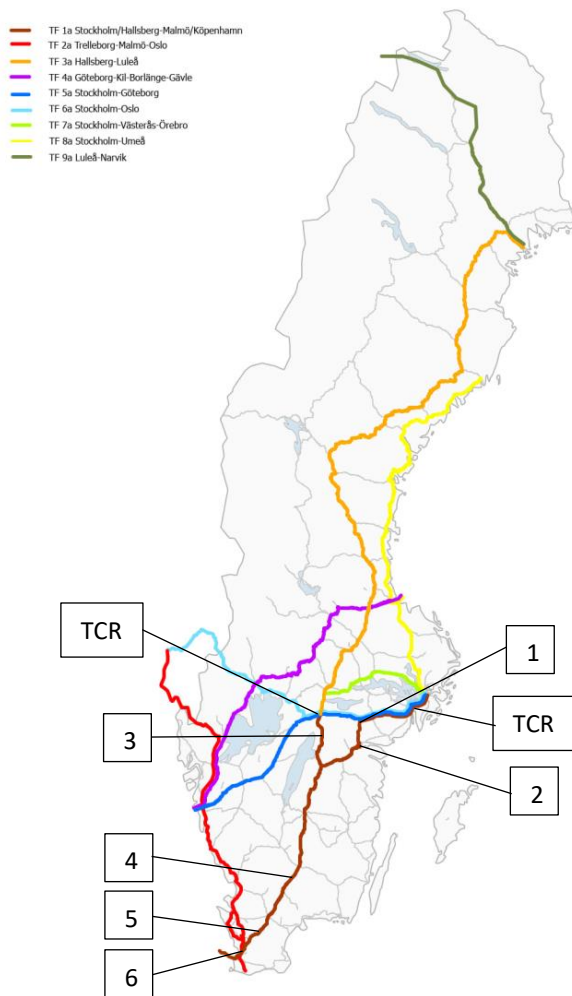 TF 1a Stockholm/Hallsberg-Malmö/Köpenhamn
TF 2a Trelleborg-Malmö-Oslo
TF 3a Hallsberg-Luleå
TF 4a Göteborg-Kil-Borlänge-Gävle
TF 5a Stockholm-Göteborg
TF 6a Stockholm-Oslo
TF 7a Stockholm-Västerås-Örebro
TF 8a Stockholm-Umeå
TF 9a Luleå-Narvik
TCR
1
TCR
3
2
4
5
6